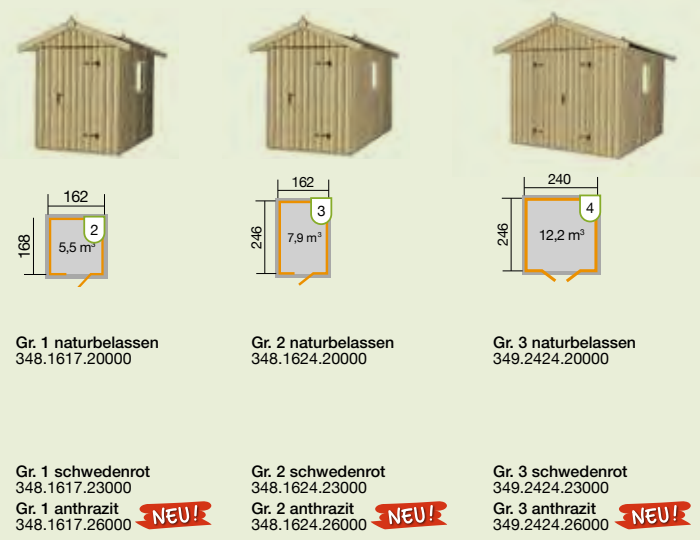 162
2
168
5,5 m³
162
3
246
7,9 m³
240
4
246
12,2 m³
Gr. 1 naturbelassen
348.1617.20000
Gr. 2 naturbelassen
348.1624.20000
Gr. 3 naturbelassen
349.2424.20000
Gr. 1 schwedenrot
348.1617.23000
Gr. 1 anthrazit
348.1617.26000
NEU!
Gr. 2 schwedenrot
348.1624.23000
Gr. 2 anthrazit
348.1624.26000
NEU!
Gr. 3 schwedenrot
349.2424.23000
Gr. 3 anthrazit
349.2424.26000
NEU!